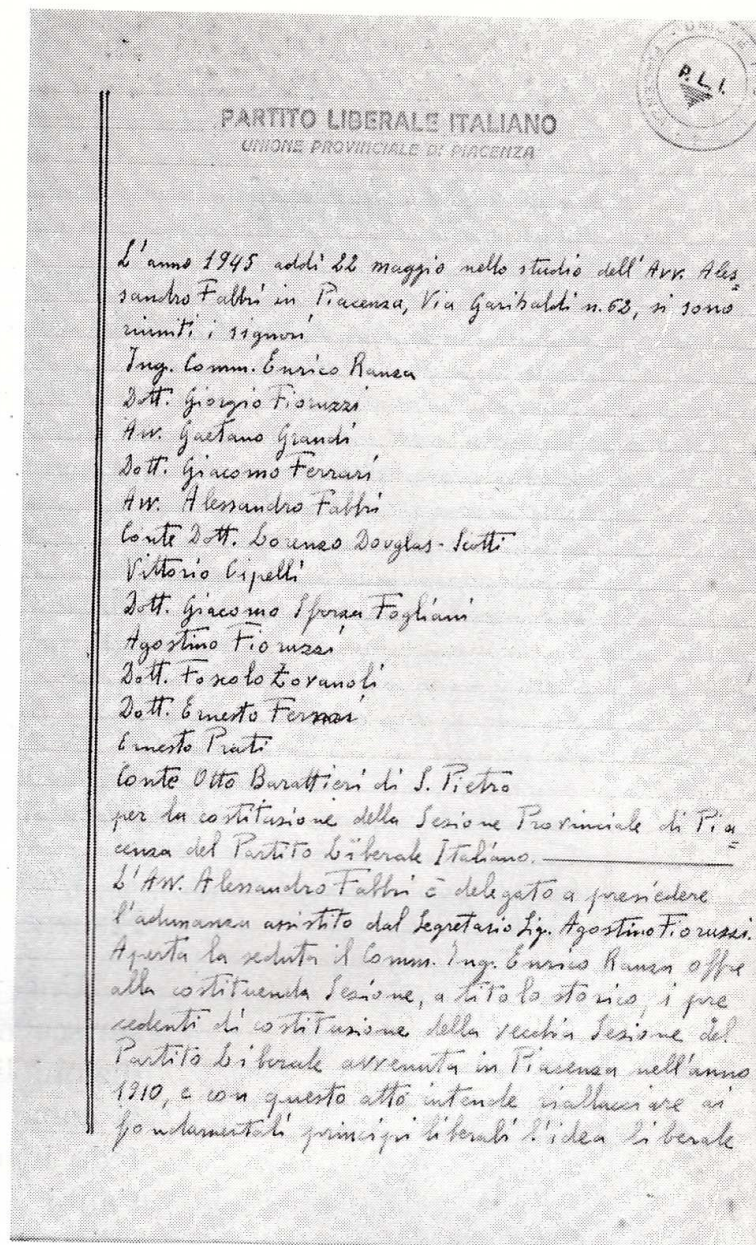 P.L.I.
PARTITO LIBERALE ITALIANO
UNIONE PROVINCIALE DI PIACENZA
L'anno 1945 addì 22 maggio nello studio dell'Avv. Ales=
sandro Fabbri in Piacenza, Via Garibaldi n. 62, si sono
riuniti i signori
Ing. Comm. Enrico Ranza
Dott. Giorgio Fioruzzi
Avv. Gaetano Grandi
Dott. Giacomo Ferrari
Avv. Alessandro Fabbri
Conte Dott. Lorenzo Douglas-Scotti
Vittorio Cipelli
Dott. Giacomo Sforza Fogliani
Agostino Fioruzzi
Dott. Foscolo Zovanoli
Dott. Ernesto Ferrari
Ernesto Prati
Conte Otto Barattieri di S. Pietro
per la costituzione della Sezione Provinciale di Pia=
cenza del Partito Liberale Italiano.
L'Avv. Alessandro Fabbri è delegato a presiedere
l'adunanza assistito dal Segretario Sig. Agostino Fioruzzi.
Aperta la seduta il Comm. Ing. Enrico Ranza offre
alla costituenda Sezione, a titolo storico, i pre
cedenti di costituzione della vecchia Sezione del
Partito Liberale avvenuta in Piacenza nell'anno
1910, e con questo atto intende riallacciare ai
fondamentali principi liberali l'idea liberale